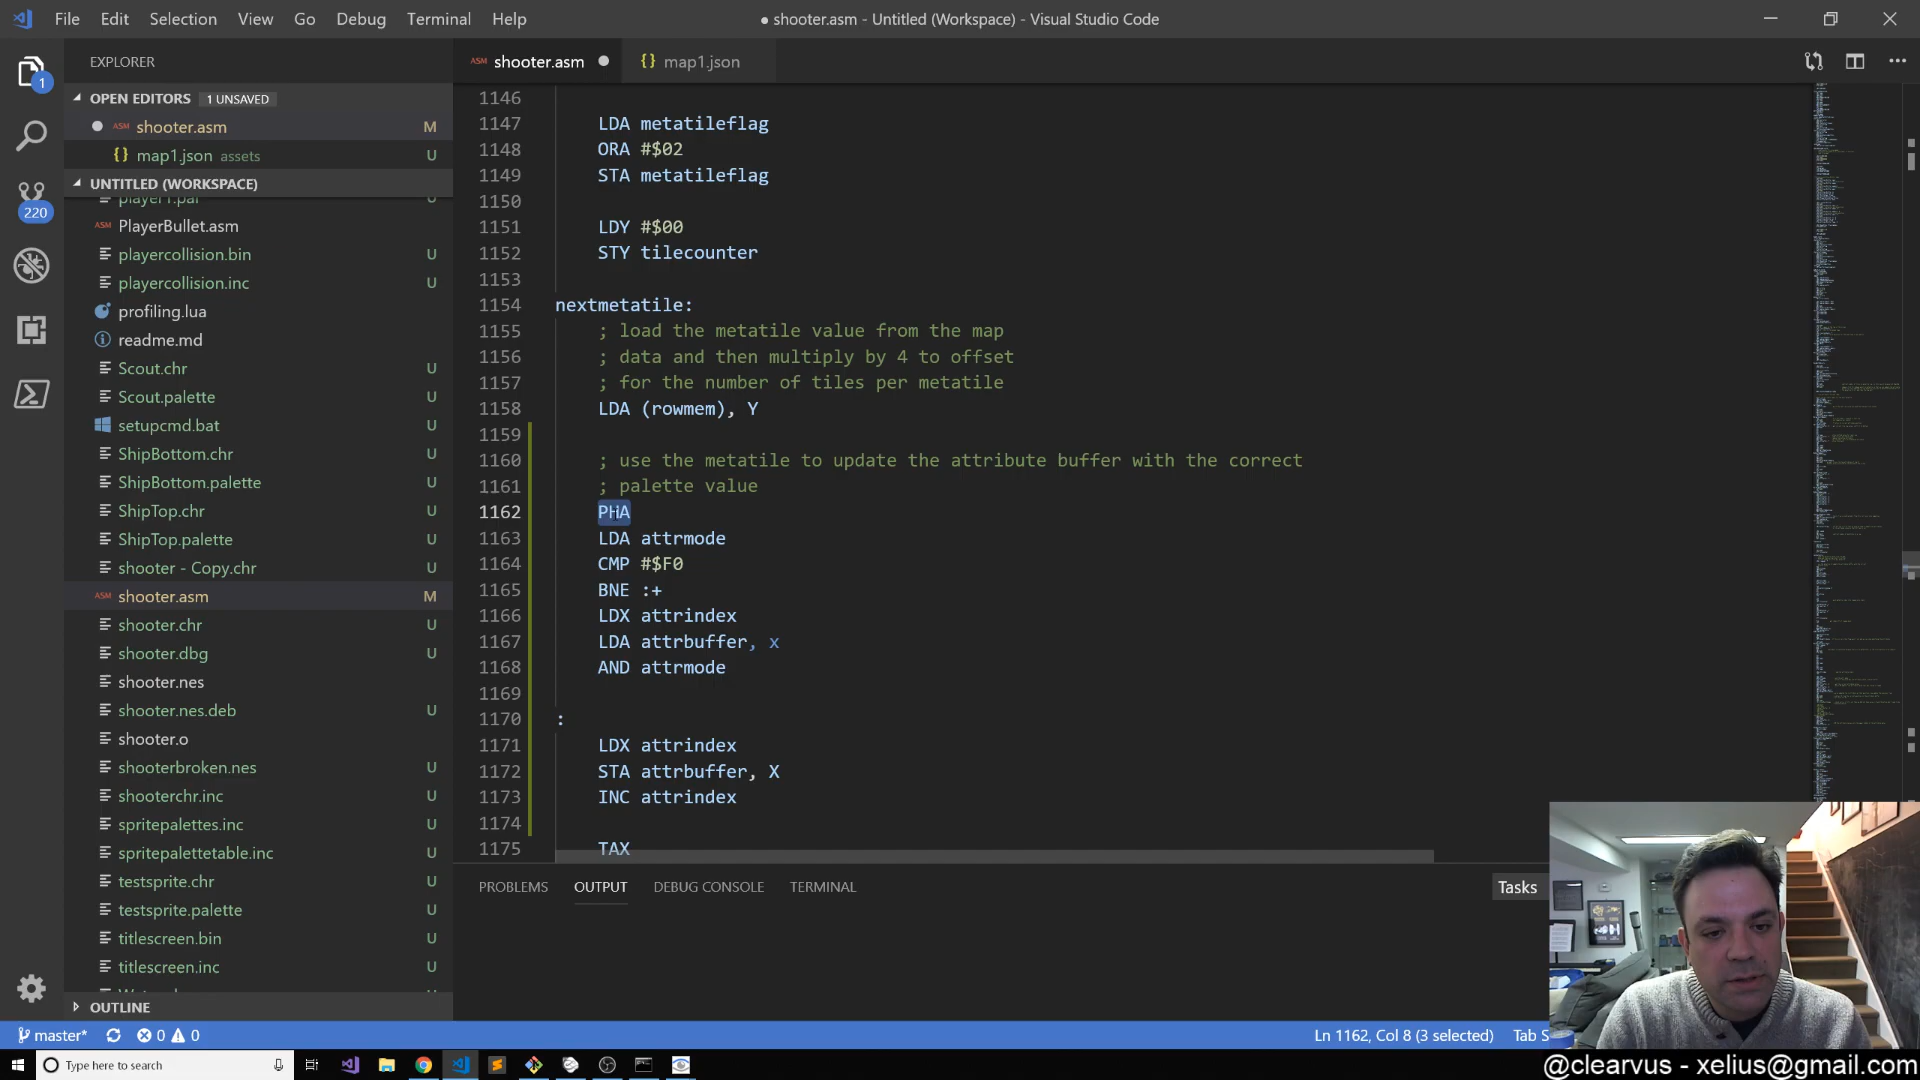 File Edit Selection View Go Debug Terminal Help
● shooter.asm - Untitled (Workspace) - Visual Studio Code
EXPLORER
ASM shooter.asm
{} map1.json
OPEN EDITORS 1 UNSAVED
ASM shooter.asm M
{} map1.json assets U
UNTITLED (WORKSPACE)
1
220
player1.pal U
ASM PlayerBullet.asm
playercollision.bin U
playercollision.inc U
profiling.lua
readme.md
Scout.chr U
Scout.palette U
setupcmd.bat U
ShipBottom.chr U
ShipBottom.palette U
ShipTop.chr U
ShipTop.palette U
shooter - Copy.chr U
ASM shooter.asm M
shooter.chr U
shooter.dbg U
shooter.nes
shooter.nes.deb U
shooter.o
shooterbroken.nes U
shooterchr.inc U
spritepalettes.inc U
spritepalettetable.inc U
testsprite.chr U
testsprite.palette U
titlescreen.bin U
titlescreen.inc U
OUTLINE
1146
1147 LDA metatileflag
1148 ORA #$02
1149 STA metatileflag
1150
1151 LDY #$00
1152 STY tilecounter
1153
1154 nextmetatile:
1155 ; load the metatile value from the map
1156 ; data and then multiply by 4 to offset
1157 ; for the number of tiles per metatile
1158 LDA (rowmem), Y
1159
1160 ; use the metatile to update the attribute buffer with the correct
1161 ; palette value
1162 PHA
1163 LDA attrmode
1164 CMP #$F0
1165 BNE :+
1166 LDX attrindex
1167 LDA attrbuffer, x
1168 AND attrmode
1169
1170 :
1171 LDX attrindex
1172 STA attrbuffer, X
1173 INC attrindex
1174
1175 TAX
PROBLEMS OUTPUT DEBUG CONSOLE TERMINAL
Tasks
master* 0 0
Ln 1162, Col 8 (3 selected) Tab S
Type here to search
@clearvus - xelius@gmail.com